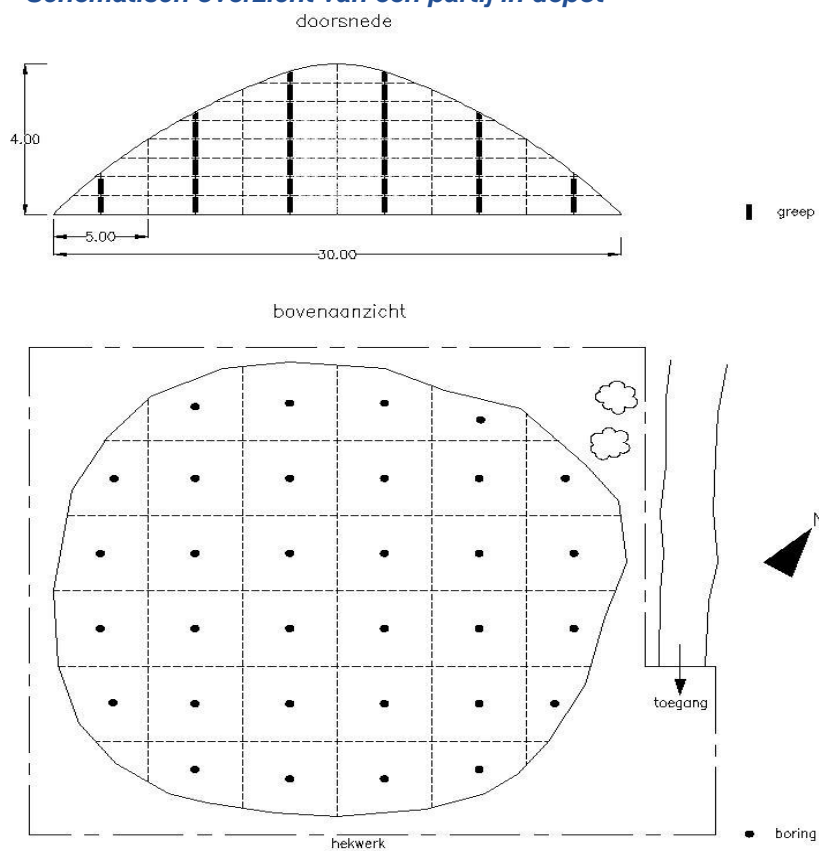 Schematisch overzicht van een partij in depot
doorsnede
4.00
5.00
30.00
greep
bovenaanzicht
N
toegang
boring
hekwerk